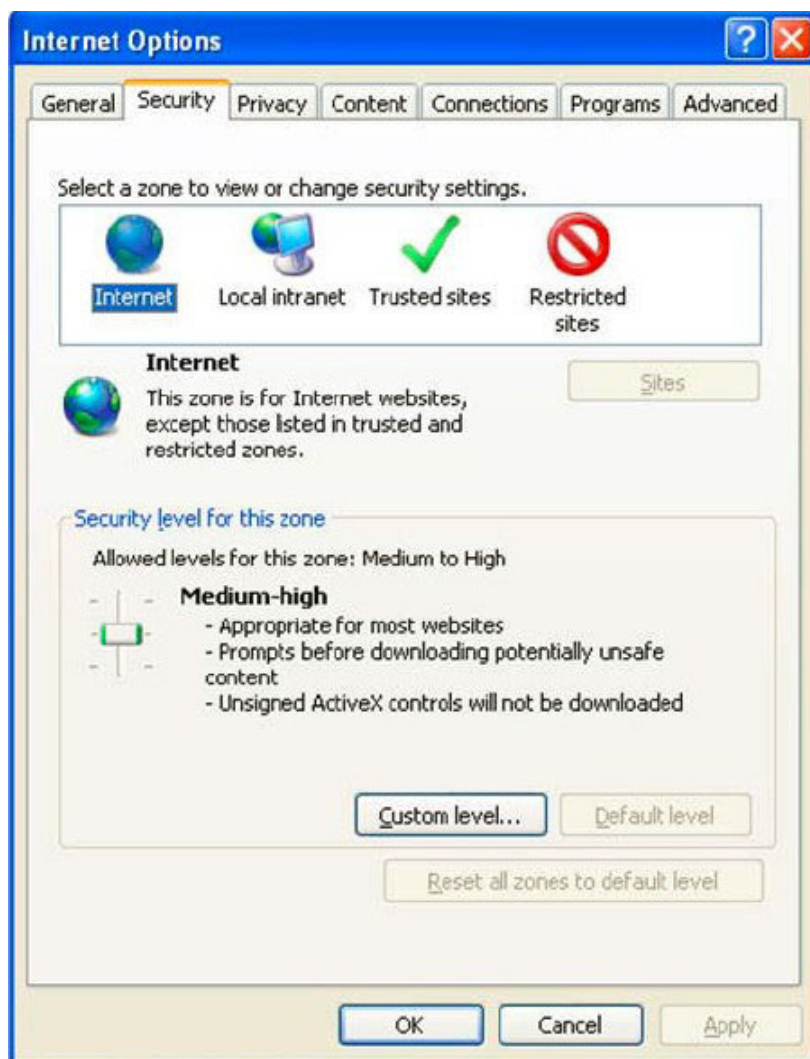 Internet Options
General Security Privacy Content Connections Programs Advanced
Select a zone to view or change security settings.
Internet Local intranet Trusted sites Restricted
sites
Internet
This zone is for Internet websites,
except those listed in trusted and
restricted zones.
Sites
Security level for this zone
Allowed levels for this zone: Medium to High
Medium-high
- Appropriate for most websites
- Prompts before downloading potentially unsafe
content
- Unsigned ActiveX controls will not be downloaded
Custom level... Default level
Reset all zones to default level
OK Cancel Apply